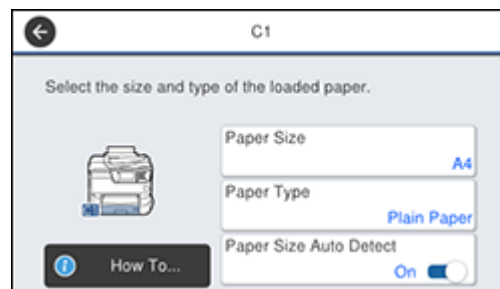 C1
Select the size and type of the loaded paper.
Paper Size
A4
Paper Type
Plain Paper
C1
How To...
Paper Size Auto Detect
On